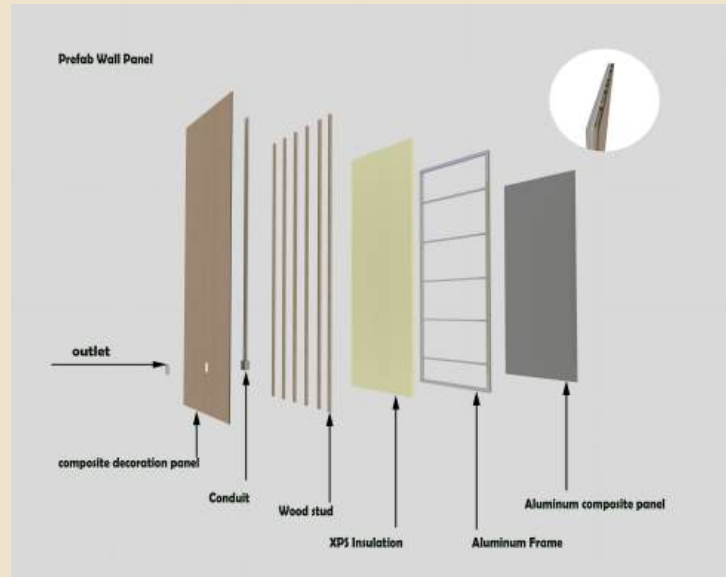 Prefab Wall Panel
outlet
composite decoration panel
Conduit
Wood stud
XPS Insulation
Aluminum Frame
Aluminum composite panel